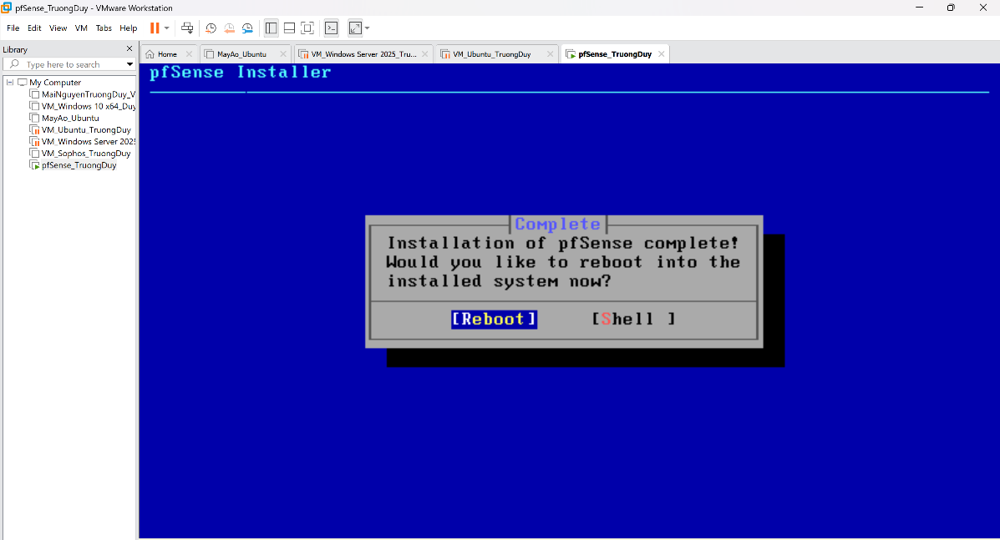 pfSense_TruongDuy - VMware Workstation
File Edit View VM Tabs Help
Library
Type here to search
My Computer
MaiNguyenTruongDuy_V
VM_Windows 10 x64_Duy
MayAo_Ubuntu
VM_Ubuntu_TruongDuy
VM_Windows Server 2025
VM_Sophos_TruongDuy
pfSense_TruongDuy
Home MayAo_Ubuntu VM_Windows Server 2025_Tru... VM_Ubuntu_TruongDuy pfSense_TruongDuy
pfSense Installer
Complete
Installation of pfSense complete!
Would you like to reboot into the
installed system now?
[Reboot] [Shell ]